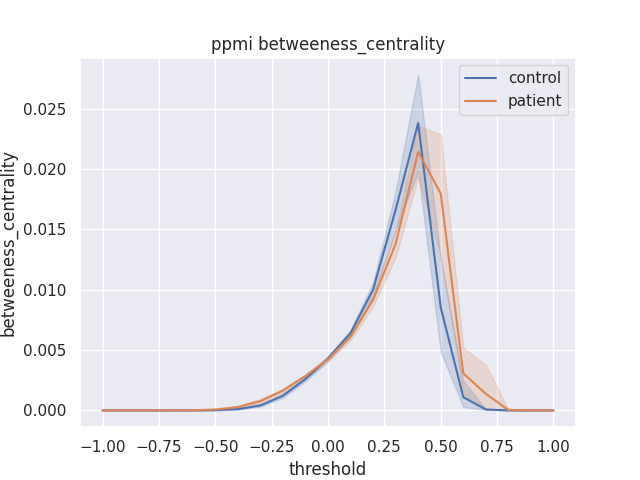 ppmi betweeness_centrality
control
patient
betweeness_centrality
0.025
0.020
0.015
0.010
0.005
0.000
−1.00 −0.75 −0.50 −0.25 0.00 0.25 0.50 0.75 1.00
threshold